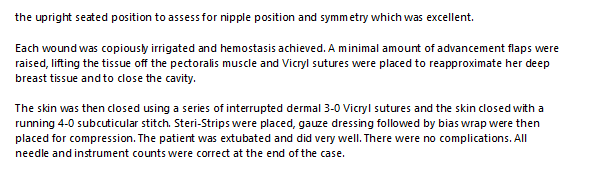 the upright seated position to assess for nipple position and symmetry which was excellent.
Each wound was copiously irrigated and hemostasis achieved. A minimal amount of advancement flaps were
raised, lifting the tissue off the pectoralis muscle and Vicryl sutures were placed to reapproximate her deep
breast tissue and to close the cavity.
The skin was then closed using a series of interrupted dermal 3-0 Vicryl sutures and the skin closed with a
running 4-0 subcuticular stitch. Steri-Strips were placed, gauze dressing followed by bias wrap were then
placed for compression. The patient was extubated and did very well. There were no complications. All
needle and instrument counts were correct at the end of the case.